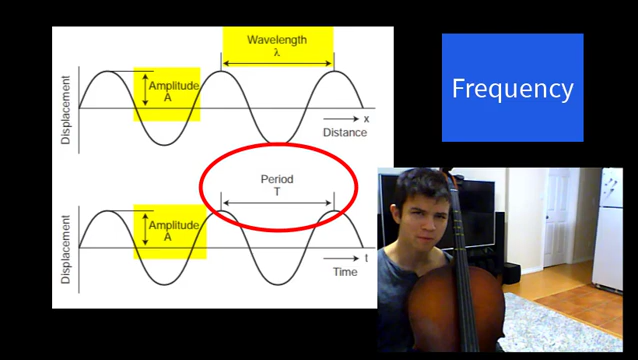 Wavelength
λ
Amplitude
A
Displacement
x
Distance
Frequency
Period
T
Amplitude
A
Displacement
t
Time